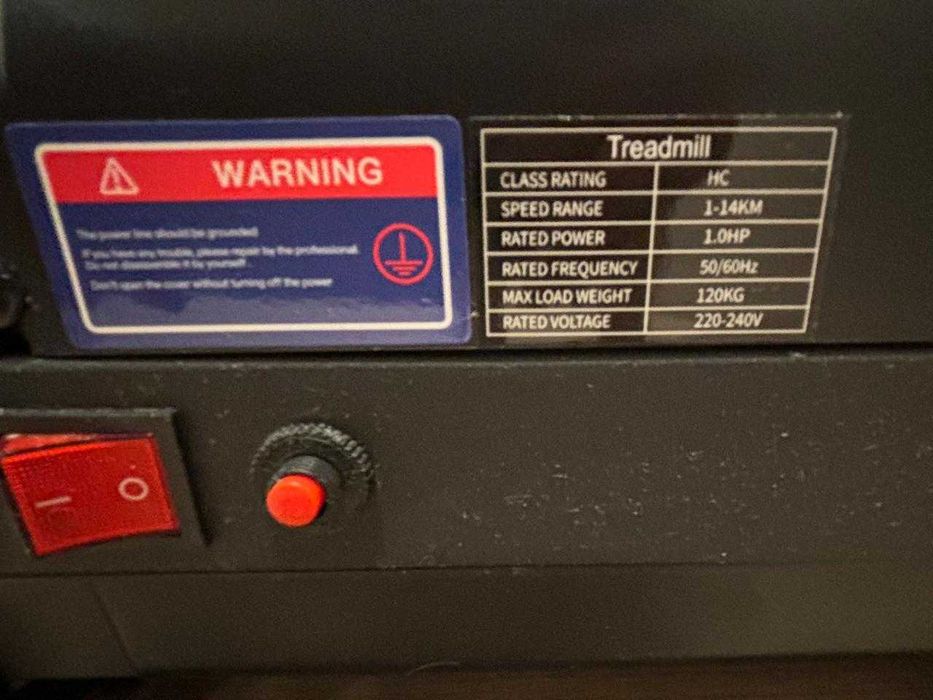 WARNING
The power line should be grounded
If you have any trouble, please repair by the professional.
Do not disassemble it by yourself
Don't open the cover without turning off the power
Treadmill
CLASS RATING HC
SPEED RANGE 1-14KM
RATED POWER 1.0HP
RATED FREQUENCY 50/60Hz
MAX LOAD WEIGHT 120KG
RATED VOLTAGE 220-240V